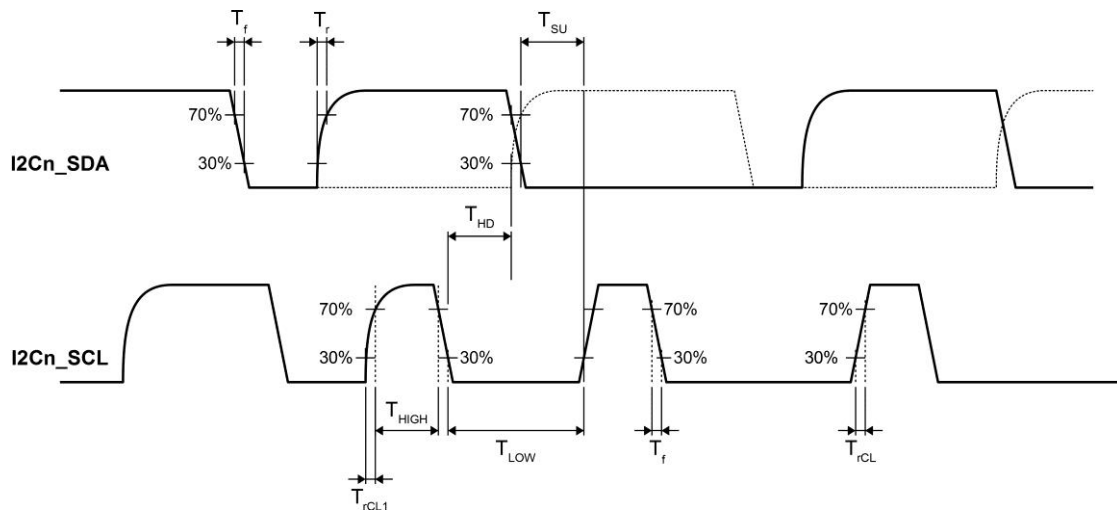 Tf Tr TSU
70% 70%
I2Cn_SDA 30% 30%
THD
70% 70% 70%
I2Cn_SCL 30% 30% 30% 30%
THIGH
TLOW Tf TrCL
TrCL1